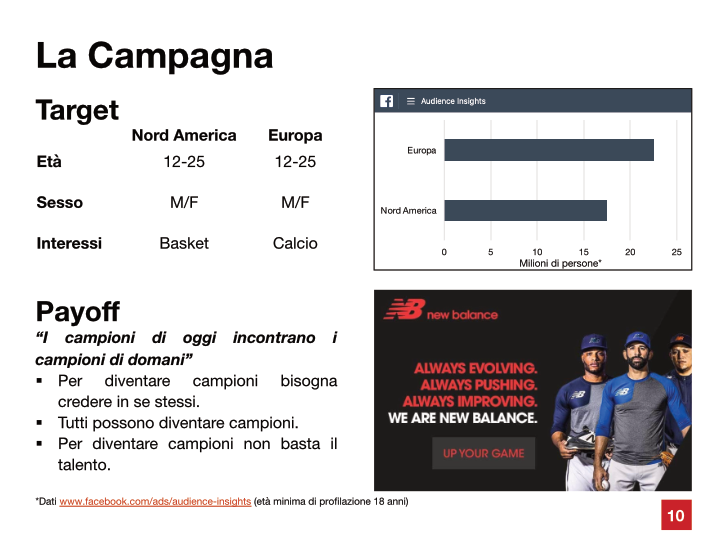 La Campagna
Target
Nord America Europa
Età 12-25 12-25
Sesso M/F M/F
Interessi Basket Calcio
Audience Insights
Europa
Nord America
0 5 10 15 20 25
Milioni di persone*
Payoff
“I campioni di oggi incontrano i
campioni di domani”
▪ Per diventare campioni bisogna
credere in se stessi.
▪ Tutti possono diventare campioni.
▪ Per diventare campioni non basta il
talento.
NB new balance
ALWAYS EVOLVING.
ALWAYS PUSHING.
ALWAYS IMPROVING.
WE ARE NEW BALANCE.
UP YOUR GAME
*Dati www.facebook.com/ads/audience-insights (età minima di profilazione 18 anni)
10